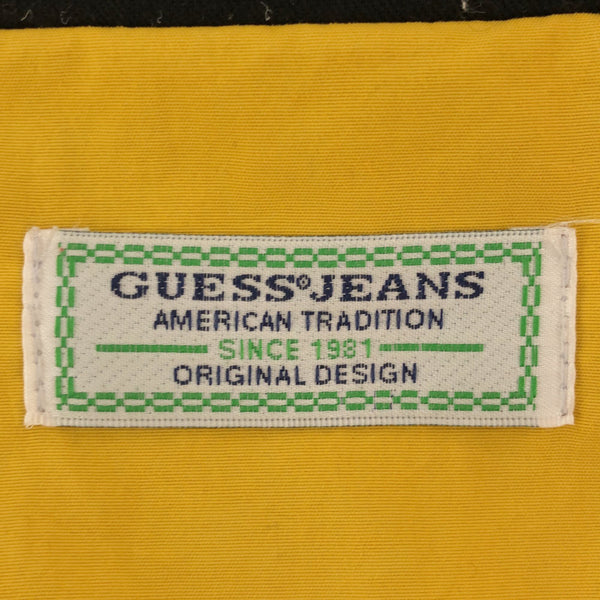 GUESS® JEANS
AMERICAN TRADITION
SINCE 1981
ORIGINAL DESIGN